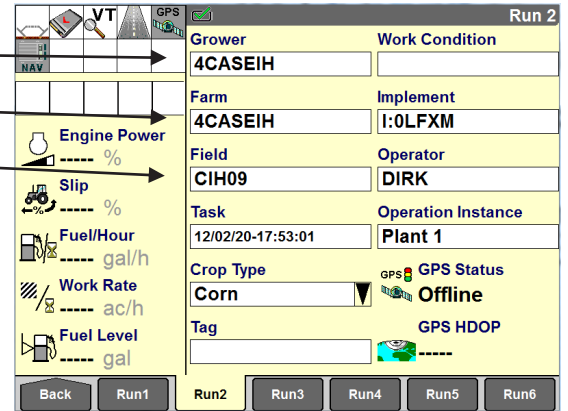 VT
GPS
NAV
Run 2
Grower
4CASEIH
Work Condition
Farm
4CASEIH
Implement
I:0LFXM
Field
CIH09
Operator
DIRK
Task
12/02/20-17:53:01
Operation Instance
Plant 1
Crop Type
Corn
GPS
GPS Status
Offline
Tag
GPS HDOP
-----
Engine Power
----- %
Slip
%
----- %
Fuel/Hour
----- gal/h
Work Rate
----- ac/h
Fuel Level
----- gal
Back
Run1
Run2
Run3
Run4
Run5
Run6